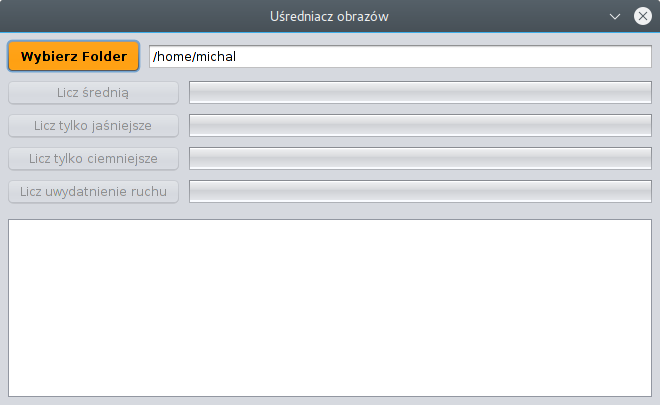 Uśredniacz obrazów
Wybierz Folder /home/michal
Licz średnią
Licz tylko jaśniejsze
Licz tylko ciemniejsze
Licz uwydatnienie ruchu